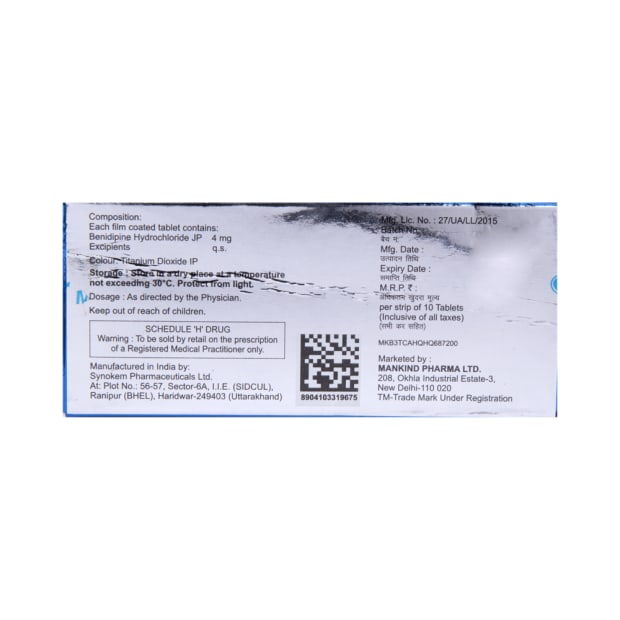 Composition:
Each film coated tablet contains:
Benidipine Hydrochloride JP 4 mg
Excipients q.s.
Colour: Titanium Dioxide IP
Storage : Store in a dry place at a temperature
not exceeding 30°C. Protect from light.
Dosage : As directed by the Physician.
Keep out of reach of children.
SCHEDULE 'H' DRUG
Warning : To be sold by retail on the prescription
of a Registered Medical Practitioner only.
Manufactured in India by:
Synokem Pharmaceuticals Ltd.
At: Plot No.: 56-57, Sector-6A, I.I.E. (SIDCUL),
Ranipur (BHEL), Haridwar-249403 (Uttarakhand)
8904103319675
Mfg. Lic. No. : 27/UA/LL/2015
Batch No.
बैच नं.
Mfg. Date :
उत्पादन तिथि
Expiry Date :
समाप्ति तिथि
M.R.P. ₹ :
अधिकतम खुदरा मूल्य
per strip of 10 Tablets
(Inclusive of all taxes)
(सभी कर सहित)
MKB3TCAHQHQ687200
Marketed by :
MANKIND PHARMA LTD.
208, Okhla Industrial Estate-3,
New Delhi-110 020
TM-Trade Mark Under Registration